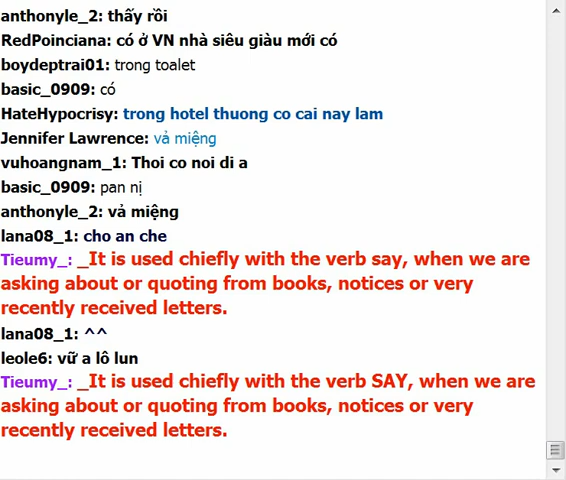 anthonyle_2: thấy rồi
RedPoinciana: có ở VN nhà siêu giàu mới có
boydeptrai01: trong toalet
basic_0909: có
HateHypocrisy: trong hotel thuong co cai nay lam
Jennifer Lawrence: vả miệng
vuhoangnam_1: Thoi co noi di a
basic_0909: pan nị
anthonyle_2: vả miệng
lana08_1: cho an che
Tieumy_: _It is used chiefly with the verb say, when we are
asking about or quoting from books, notices or very
recently received letters.
lana08_1: ^^
leole6: vữ a lô lun
Tieumy_: _It is used chiefly with the verb SAY, when we are
asking about or quoting from books, notices or very
recently received letters.